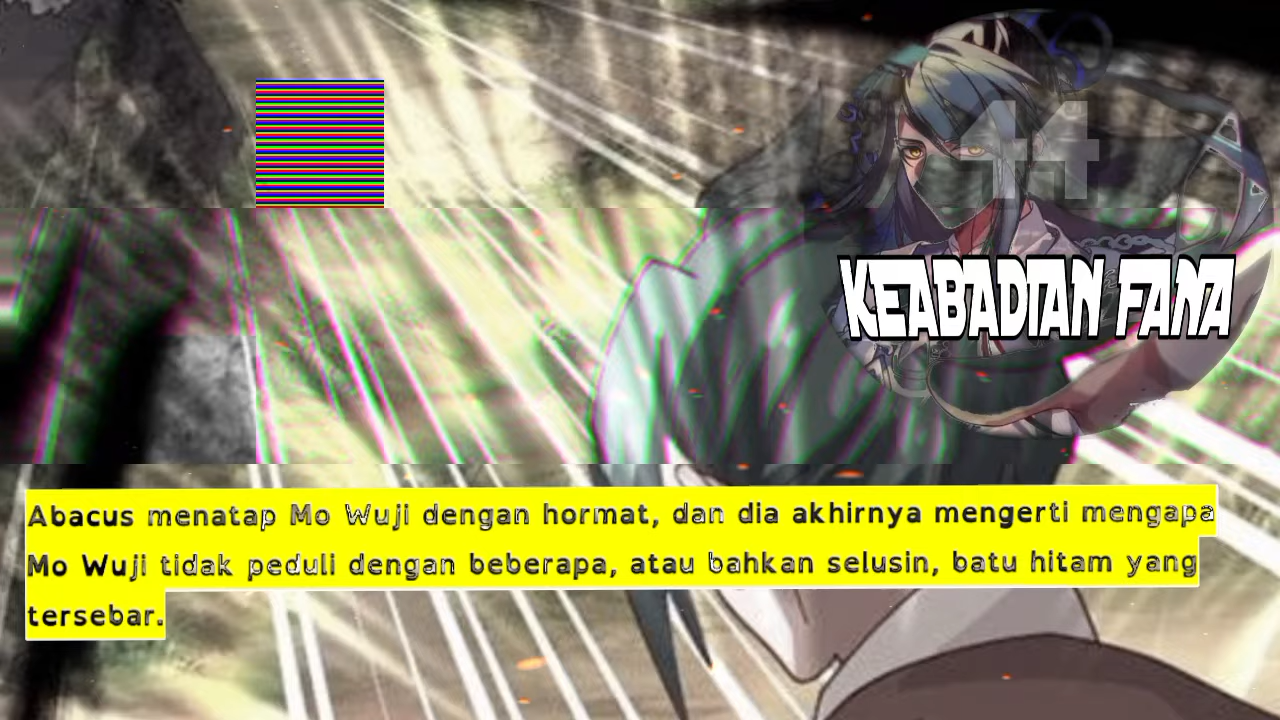 44
KEABADIAN FANA
Abacus menatap Mo Wuji dengan hormat, dan dia akhirnya mengerti mengapa
Mo Wuji tidak peduli dengan beberapa, atau bahkan selusin, batu hitam yang
tersebar.